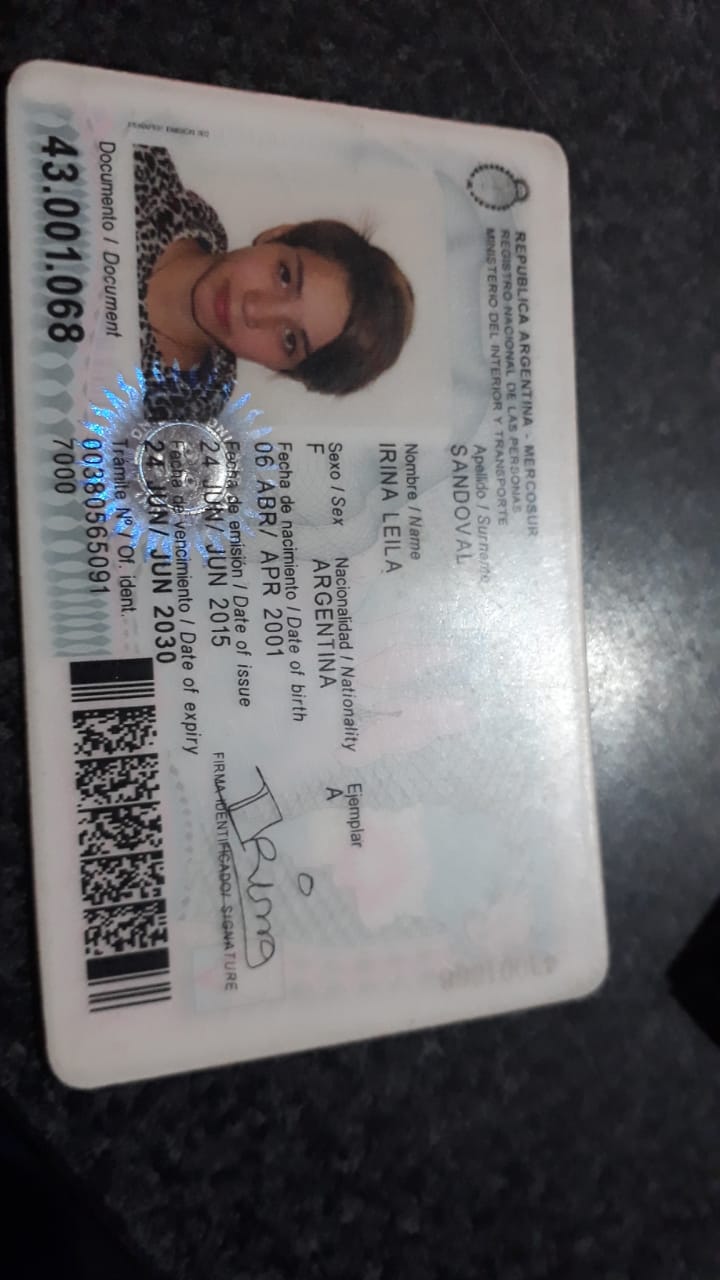 REPUBLICA ARGENTINA - MERCOSUR
REGISTRO NACIONAL DE LAS PERSONAS
MINISTERIO DEL INTERIOR Y TRANSPORTE
Apellido / Surname
SANDOVAL
Nombre / Name
IRINA LEILA
Sexo / Sex Nacionalidad / Nationality Ejemplar
F ARGENTINA A
Fecha de nacimiento / Date of birth
06 ABR/ APR 2001
Fecha de emisión / Date of issue
24 JUN/ JUN 2015
Fecha de vencimiento / Date of expiry
24 JUN/ JUN 2030
Trámite Nº / Of. ident.
00380565091
7000
Documento / Document
43.001.068
Irina
FIRMA IDENTIFICADO/ SIGNATURE